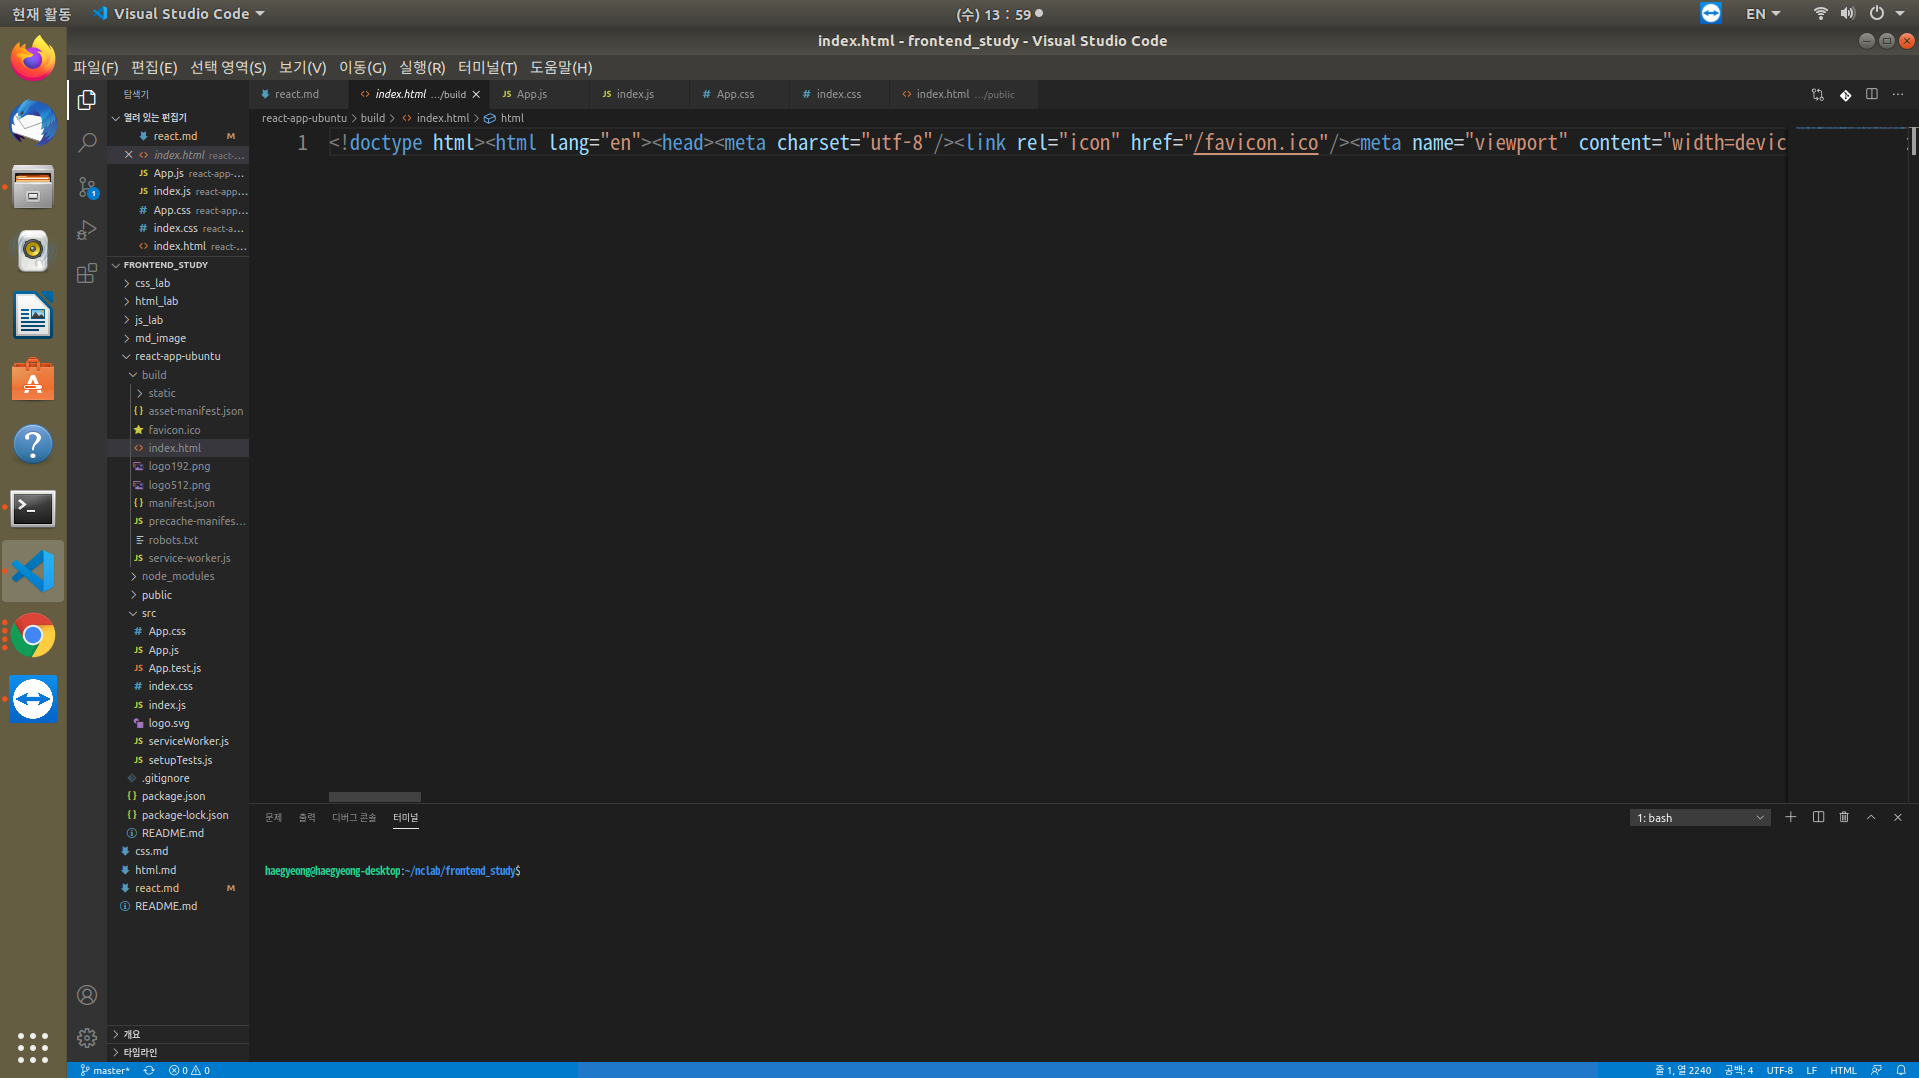 현재 활동
Visual Studio Code
(수) 13 : 59
EN
index.html - frontend_study - Visual Studio Code
파일(F) 편집(E) 선택 영역(S) 보기(V) 이동(G) 실행(R) 터미널(T) 도움말(H)
탐색기
react.md
index.html .../build
App.js
index.js
App.css
index.css
index.html .../public
react-app-ubuntu > build > index.html > html
열려 있는 편집기
react.md M
index.html react-...
App.js react-app-...
index.js react-app...
App.css react-app...
index.css react-a...
index.html react-...
1
FRONTEND_STUDY
css_lab
html_lab
js_lab
md_image
react-app-ubuntu
build
static
asset-manifest.json
favicon.ico
index.html
logo192.png
logo512.png
manifest.json
precache-manifes...
robots.txt
service-worker.js
node_modules
public
src
App.css
App.js
App.test.js
index.css
index.js
logo.svg
serviceWorker.js
setupTests.js
.gitignore
package.json
package-lock.json
README.md
css.md
html.md
react.md M
README.md
개요
타임라인
1 <!doctype html><html lang="en"><head><meta charset="utf-8"/><link rel="icon" href="/favicon.ico"/><meta name="viewport" content="width=devic
문제 출력 디버그 콘솔 터미널
1: bash
haegyeong@haegyeong-desktop:~/nclab/frontend_study$
master* 0 0
줄 1, 열 2240 공백: 4 UTF-8 LF HTML